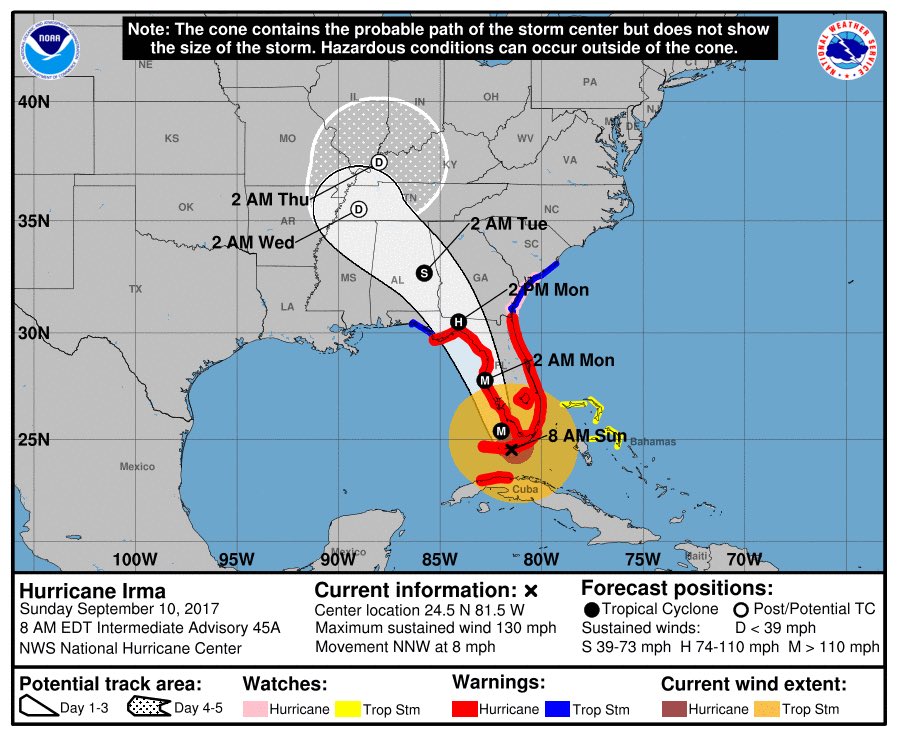 Note: The cone contains the probable path of the storm center but does not show
the size of the storm. Hazardous conditions can occur outside of the cone.
NOAA
NATIONAL WEATHER SERVICE
NE
IL
IN
OH
PA
CT
NJ
40N
KS
MO
WV
DE
KY
VA
D
2 AM Thu
OK
AR
TN
NC
D
35N
2 AM Wed
2 AM Tue
SC
S
MS
AL
GA
TX
LA
2 PM Mon
H
30N
FL
2 AM Mon
M
M
8 AM Sun
25N
Bahamas
Mexico
Cuba
Mexico
Haiti
100W
95W
90W
85W
80W
75W
70W
Hurricane Irma
Sunday September 10, 2017
8 AM EDT Intermediate Advisory 45A
NWS National Hurricane Center
Current information: x
Center location 24.5 N 81.5 W
Maximum sustained wind 130 mph
Movement NNW at 8 mph
Forecast positions:
Tropical Cyclone Post/Potential TC
Sustained winds: D < 39 mph
S 39-73 mph H 74-110 mph M > 110 mph
Potential track area:
Day 1-3 Day 4-5
Watches:
Hurricane Trop Stm
Warnings:
Hurricane Trop Stm
Current wind extent:
Hurricane Trop Stm